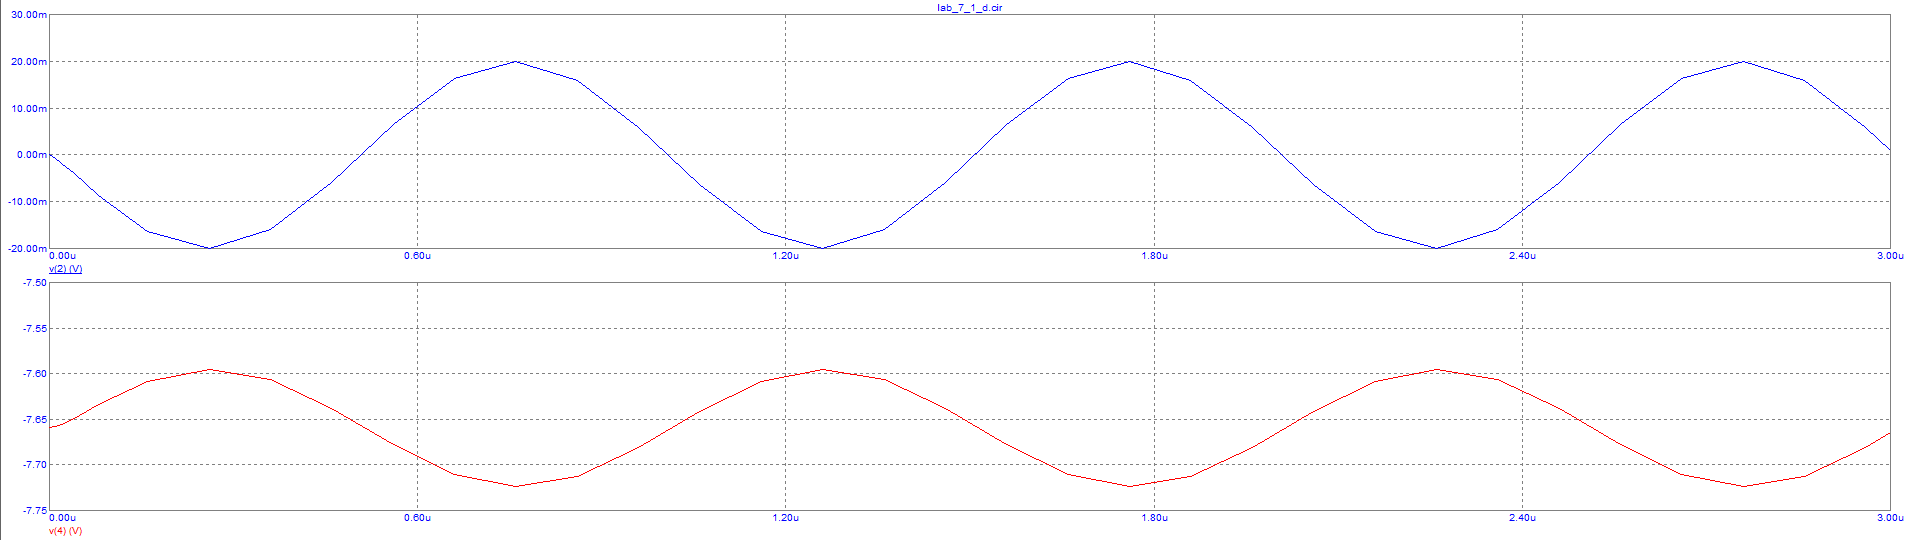 lab_7_1_d.cir
30.00m
20.00m
10.00m
0.00m
-10.00m
-20.00m
0.00u 0.60u 1.20u 1.80u 2.40u 3.00u
v(2) (V)
-7.50
-7.55
-7.60
-7.65
-7.70
-7.75
0.00u 0.60u 1.20u 1.80u 2.40u 3.00u
v(4) (V)